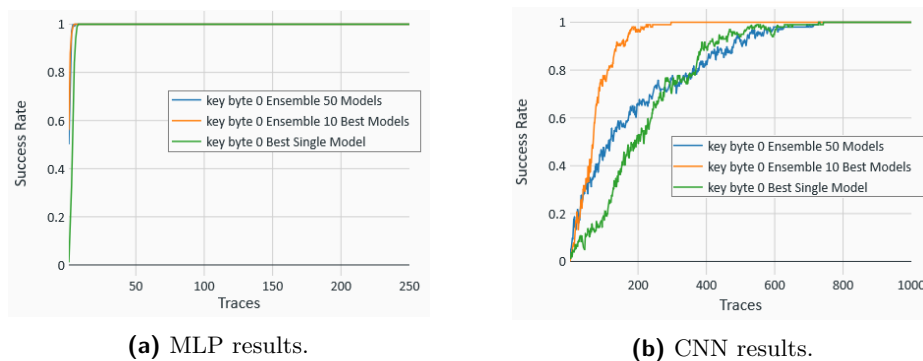 1
0.8
0.6
0.4
0.2
0
Success Rate
50
100
150
200
250
Traces
key byte 0 Ensemble 50 Models
key byte 0 Ensemble 10 Best Models
key byte 0 Best Single Model
(a) MLP results.
1
0.8
0.6
0.4
0.2
0
Success Rate
200
400
600
800
1000
Traces
key byte 0 Ensemble 50 Models
key byte 0 Ensemble 10 Best Models
key byte 0 Best Single Model
(b) CNN results.